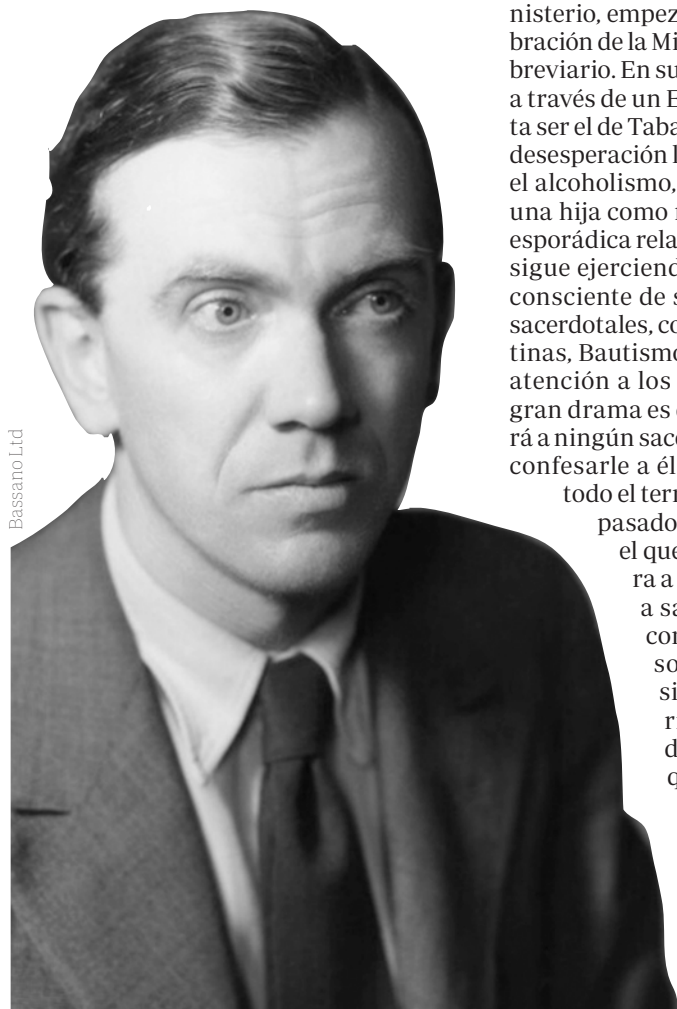 nisterio, empez
bración de la Mi
breviario. En su
a través de un E
ta ser el de Taba
desesperación l
el alcoholismo,
una hija como
esporádica rela
sigue ejerciend
consciente de s
sacerdotales, co
tinas, Bautismo
atención a los
gran drama es
rá a ningún sace
confesarle a él
todo el terr
pasado
el que
ra a
a sa
con
so
si
r
d
q
Bassano Ltd